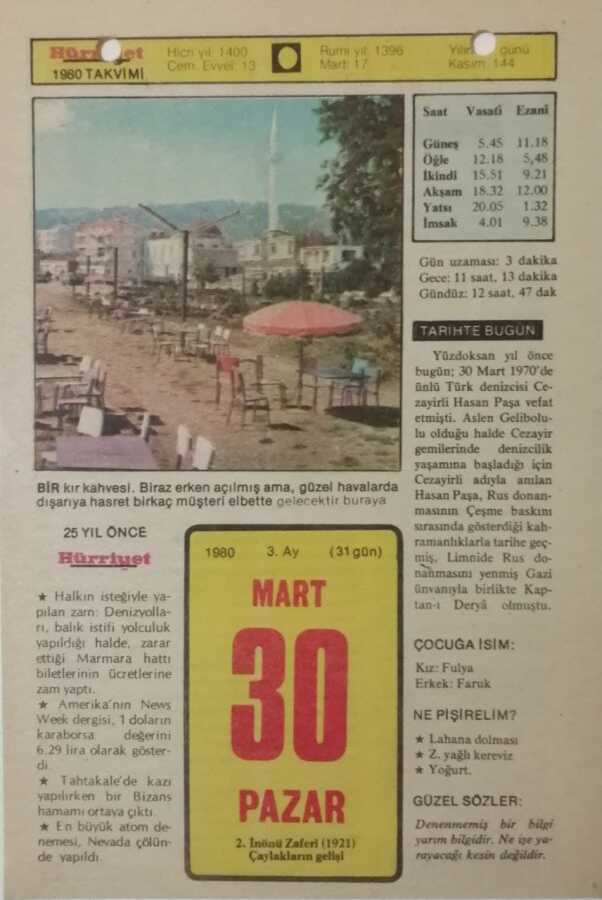 Hürriyet
1980 TAKVİMİ
Hicri yıl: 1400
Cem. Evvel: 13
Rumi yıl: 1396
Mart: 17
günü
Kasım: 144
Saat Vasati Ezani
Güneş 5.45 11.18
Öğle 12.18 5,48
İkindi 15.51 9.21
Akşam 18.32 12.00
Yatsı 20.05 1.32
İmsak 4.01 9.38
Gün uzaması: 3 dakika
Gece: 11 saat, 13 dakika
Gündüz: 12 saat, 47 dak
BİR kır kahvesi. Biraz erken açılmış ama, güzel havalarda
dışarıya hasret birkaç müşteri elbette gelecektir buraya
TARIHTE BUGÜN
Yüzdoksan yıl önce
bugün; 30 Mart 1970'de
ünlü Türk denizcisi Ce-
zayirli Hasan Paşa vefat
etmişti. Aslen Gelibolu-
lu olduğu halde Cezayir
gemilerinde denizcilik
yaşamına başladığı için
Cezayirli adıyla anılan
Hasan Paşa, Rus donan-
masının Çeşme baskını
sırasında gösterdiği kah-
ramanlıklarla tarihe geç-
miş, Limnide Rus do-
nanmasını yenmiş Gazi
ünvanıyla birlikte Kap-
tan-ı Deryâ olmuştu.
25 YIL ÖNCE
Hürriyet
★ Halkın isteğiyle ya-
pılan zam: Denizyolla-
rı, balık istifi yolculuk
yapıldığı halde, zarar
ettiği Marmara hattı
biletlerinin ücretlerine
zam yaptı.
★ Amerika'nın News
Week dergisi, 1 doların
karaborsa değerini
6.29 lira olarak göster-
di.
★ Tahtakale'de kazı
yapılırken bir Bizans
hamamı ortaya çıktı.
★ En büyük atom de-
nemesi, Nevada çölün-
de yapıldı.
1980 3. Ay (31 gün)
MART
30
PAZAR
2. İnönü Zaferi (1921)
Çaylakların gelişi
ÇOCUĞA İSİM:
Kız: Fulya
Erkek: Faruk
NE PİŞİRELİM?
★ Lahana dolması
★ Z. yağlı kereviz
★ Yoğurt.
GÜZEL SÖZLER:
Denenmemiş bir bilgi
yarım bilgidir. Ne işe ya-
rayacağı kesin değildir.